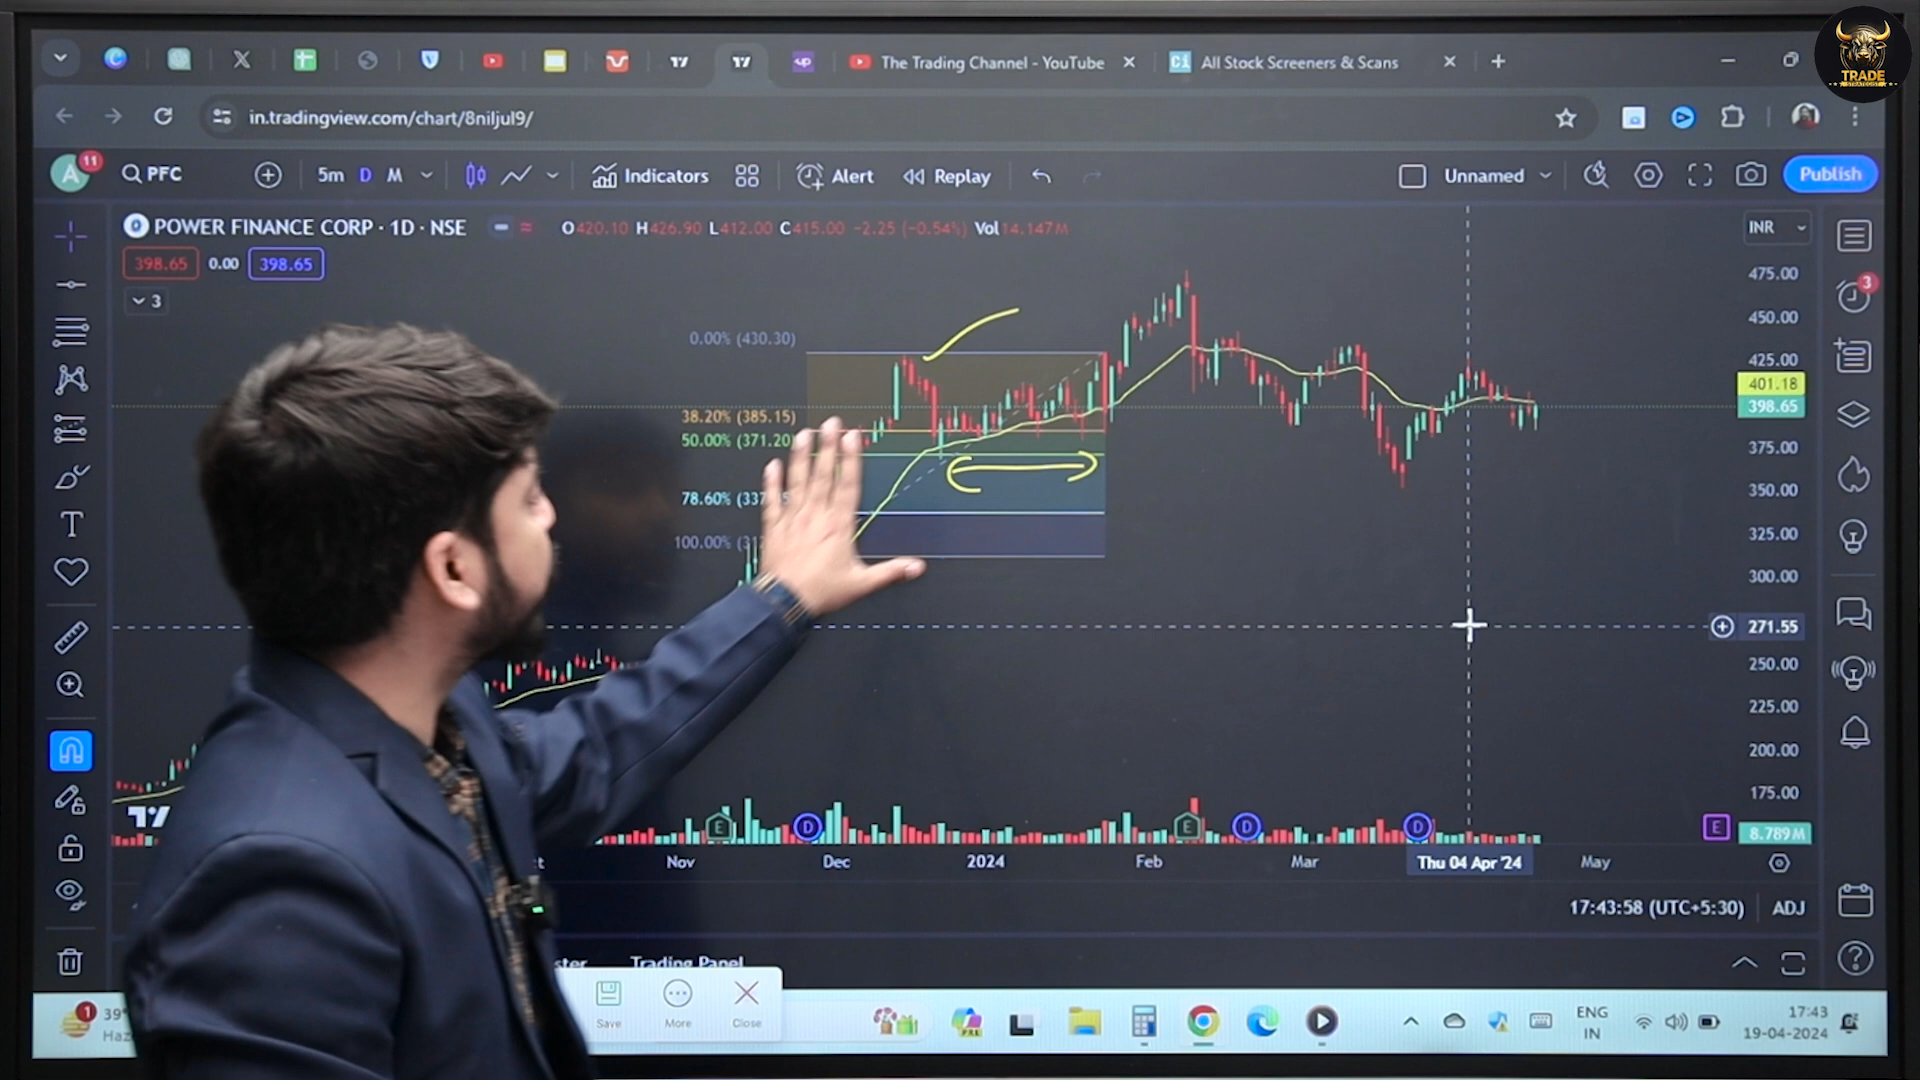 The Trading Channel - YouTube
Ci All Stock Screeners & Scans
TRADE
STRATEGIST
in.tradingview.com/chart/8niljul9/
A 11
PFC
5m D M
Indicators
Alert
Replay
Unnamed
Publish
POWER FINANCE CORP · 1D · NSE
O420.10 H426.90 L412.00 C415.00 -2.25 (-0.54%) Vol 14.147M
INR
398.65 0.00 398.65
3
475.00
450.00
425.00
401.18
398.65
375.00
350.00
325.00
300.00
271.55
250.00
225.00
200.00
175.00
8.789M
3
0.00% (430.30)
38.20% (385.15)
50.00% (371.20)
78.60%
100.00%
E D E D D E
Nov Dec 2024 Feb Mar Thu 04 Apr '24 May
17:43:58 (UTC+5:30) ADJ
Trading Panel
Save More Close
1 39°
ENG
IN
17:43
19-04-2024